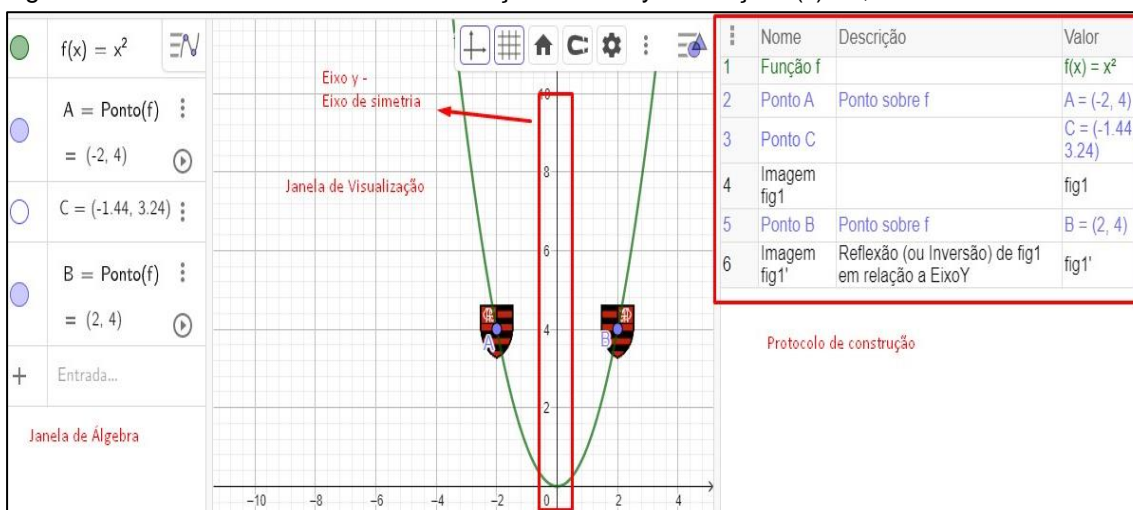 f(x) = x²
A = Ponto(f)
= (-2, 4)
C = (-1.44, 3.24)
B = Ponto(f)
= (2, 4)
Entrada...
Janela de Álgebra
Eixo y -
Eixo de simetria
Janela de Visualização
10
8
6
4
2
−10 −8 −6 −4 −2 0 2 4
A
B
Nome Descrição Valor
1 Função f f(x) = x²
2 Ponto A Ponto sobre f A = (-2, 4)
3 Ponto C C = (-1.44
3.24)
4 Imagem
fig1 fig1
5 Ponto B Ponto sobre f B = (2, 4)
6 Imagem
fig1' Reflexão (ou Inversão) de fig1
em relação a EixoY fig1'
Protocolo de construção